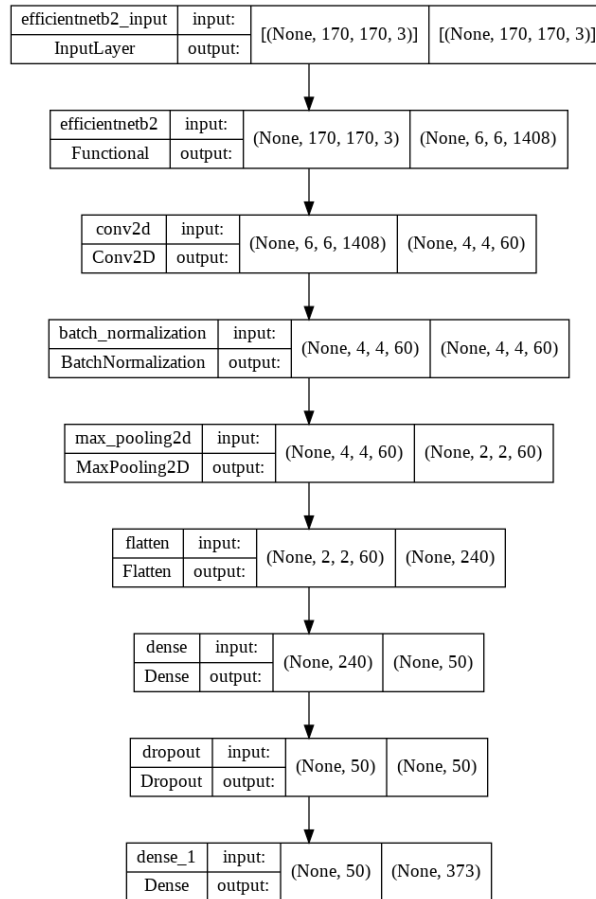 efficientnetb2_input input: [(None, 170, 170, 3)] [(None, 170, 170, 3)]
InputLayer output:
efficientnetb2 input: (None, 170, 170, 3) (None, 6, 6, 1408)
Functional output:
conv2d input: (None, 6, 6, 1408) (None, 4, 4, 60)
Conv2D output:
batch_normalization input: (None, 4, 4, 60) (None, 4, 4, 60)
BatchNormalization output:
max_pooling2d input: (None, 4, 4, 60) (None, 2, 2, 60)
MaxPooling2D output:
flatten input: (None, 2, 2, 60) (None, 240)
Flatten output:
dense input: (None, 240) (None, 50)
Dense output:
dropout input: (None, 50) (None, 50)
Dropout output:
dense_1 input: (None, 50) (None, 373)
Dense output: